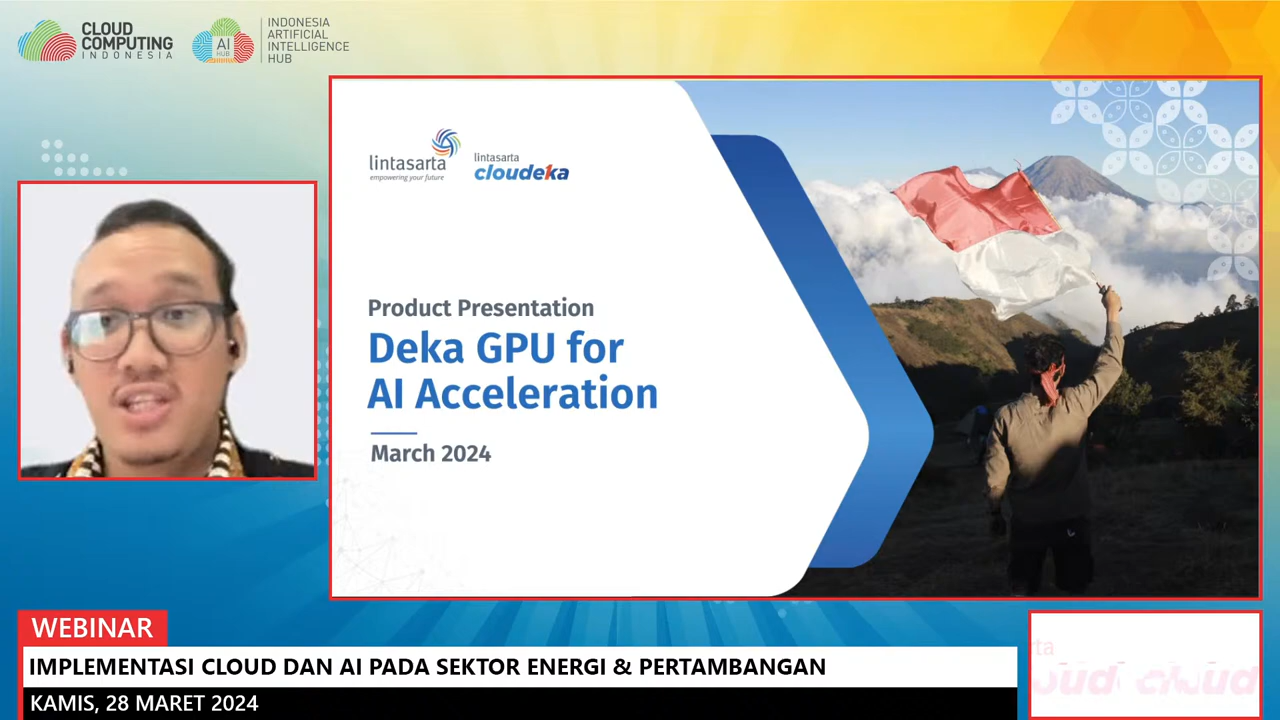 CLOUD
COMPUTING
INDONESIA
AI
HUB
INDONESIA
ARTIFICIAL
INTELLIGENCE
HUB
lintasarta
empowering your future
lintasarta
cloudeka
Product Presentation
Deka GPU for
AI Acceleration
March 2024
WEBINAR
IMPLEMENTASI CLOUD DAN AI PADA SEKTOR ENERGI & PERTAMBANGAN
KAMIS, 28 MARET 2024